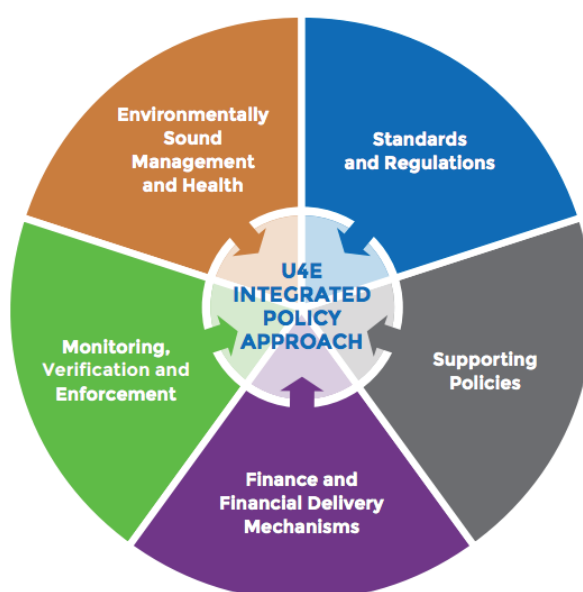 Environmentally
Sound
Management
and Health
Standards
and Regulations
U4E
INTEGRATED
POLICY
APPROACH
Monitoring,
Verification and
Enforcement
Supporting
Policies
Finance and
Financial Delivery
Mechanisms